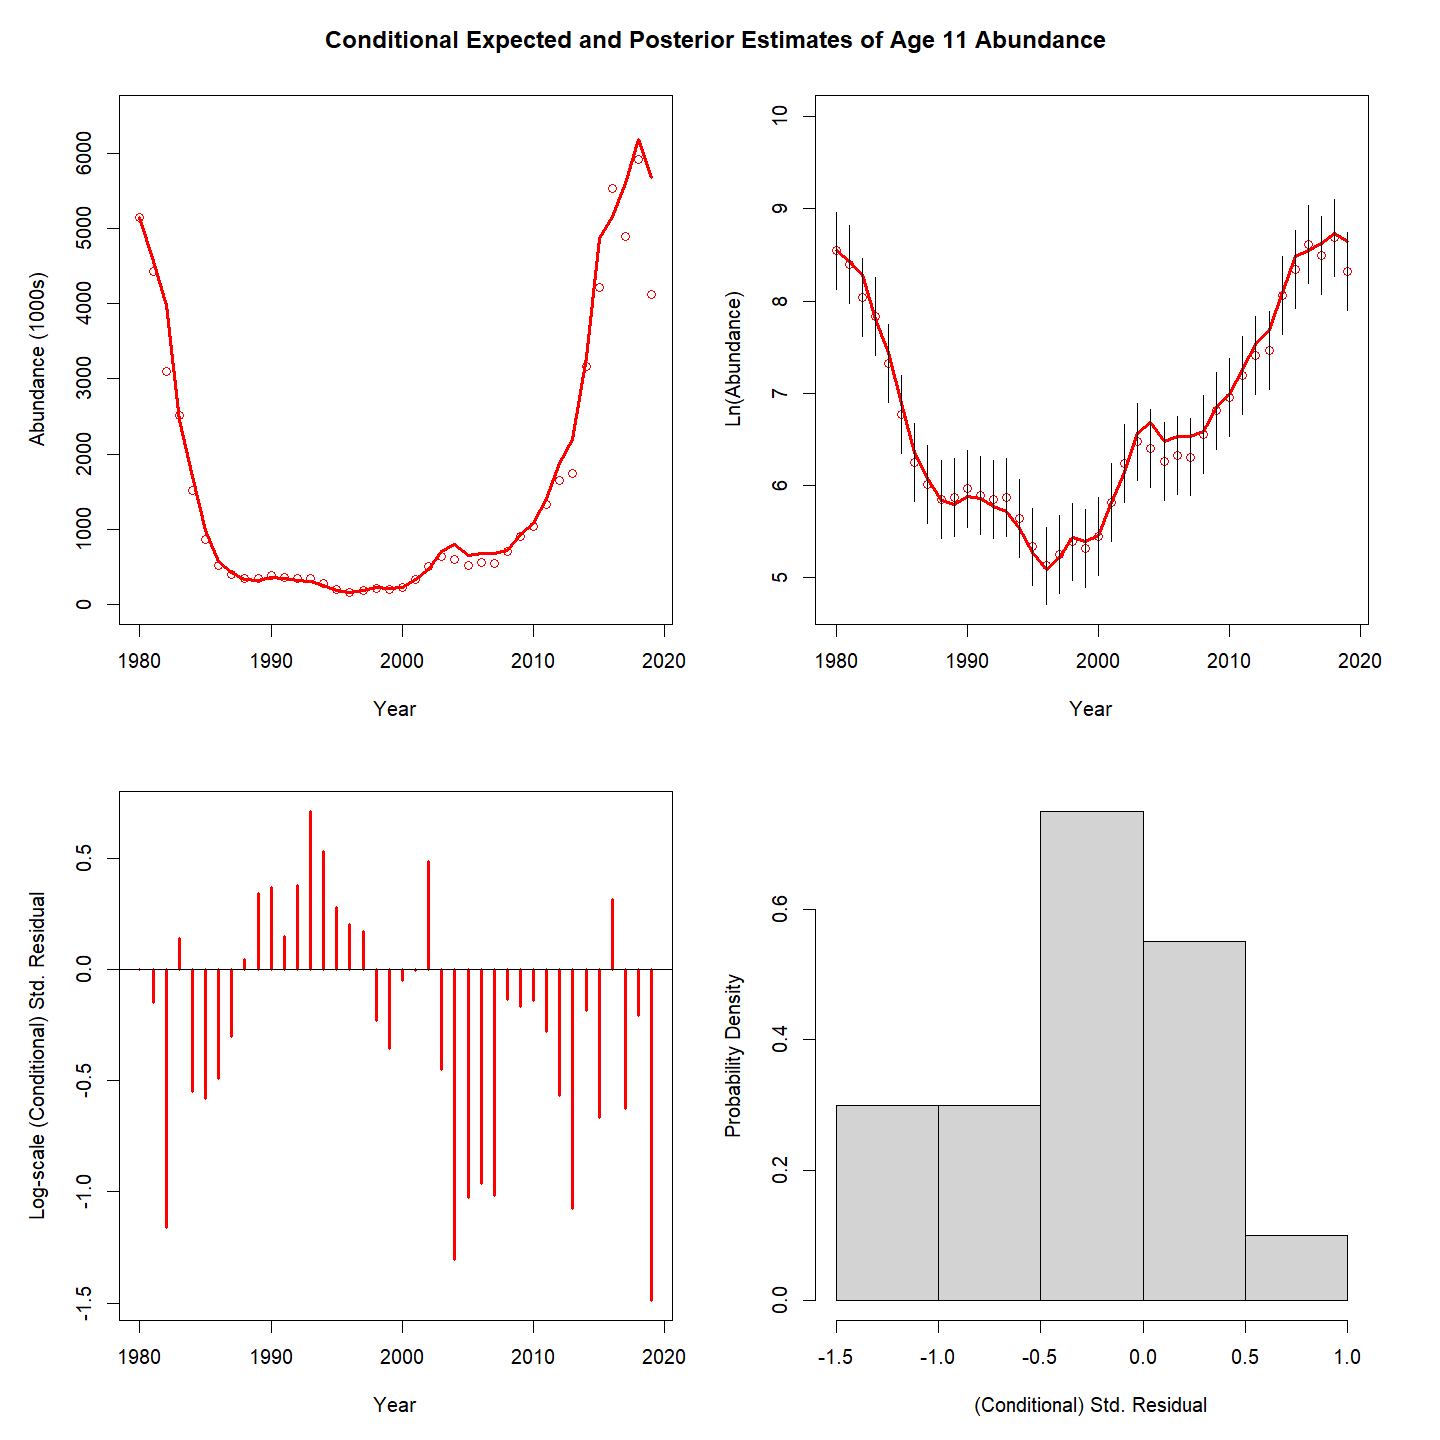 Conditional Expected and Posterior Estimates of Age 11 Abundance
Abundance (1000s)
0 1000 2000 3000 4000 5000 6000
1980 1990 2000 2010 2020
Year
Ln(Abundance)
5 6 7 8 9 10
1980 1990 2000 2010 2020
Year
Log-scale (Conditional) Std. Residual
-1.5 -1.0 -0.5 0.0 0.5
1980 1990 2000 2010 2020
Year
Probability Density
0.0 0.2 0.4 0.6
-1.5 -1.0 -0.5 0.0 0.5 1.0
(Conditional) Std. Residual